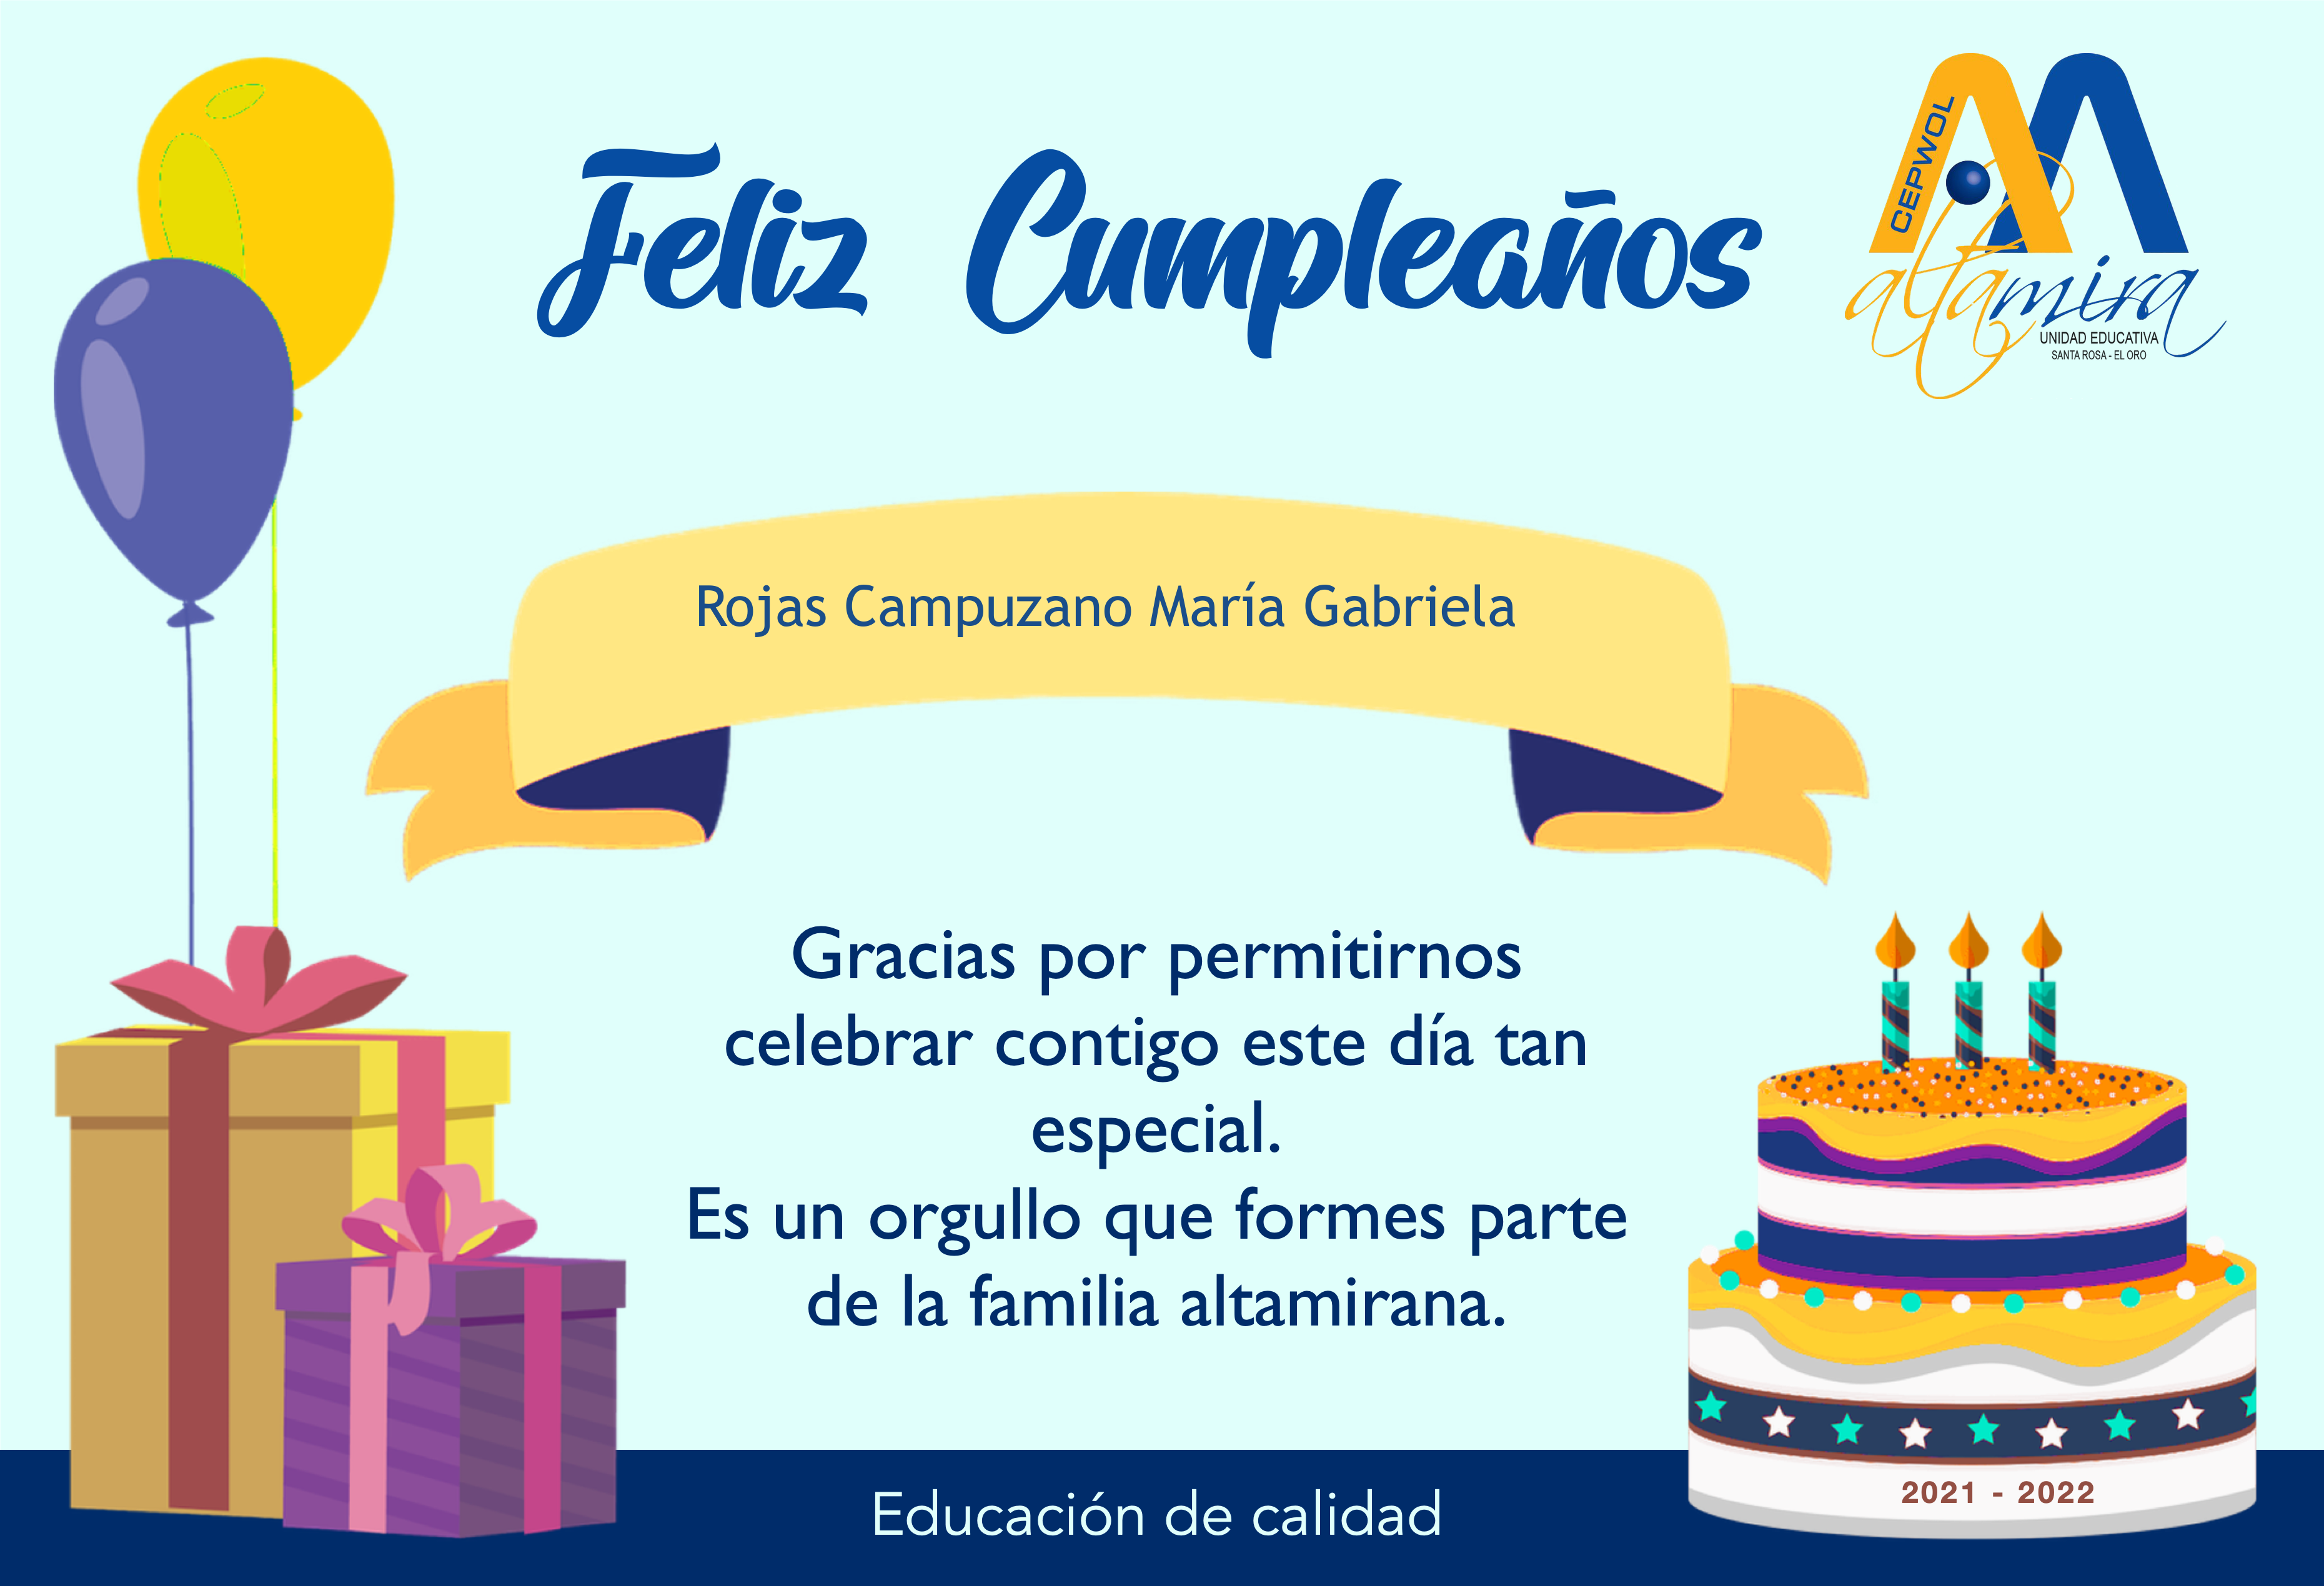 Feliz Cumpleaños
CEPWOL
altamira
UNIDAD EDUCATIVA
SANTA ROSA - EL ORO
Rojas Campuzano María Gabriela
Gracias por permitirnos
celebrar contigo este día tan
especial.
Es un orgullo que formes parte
de la familia altamirana.
2021 - 2022
Educación de calidad